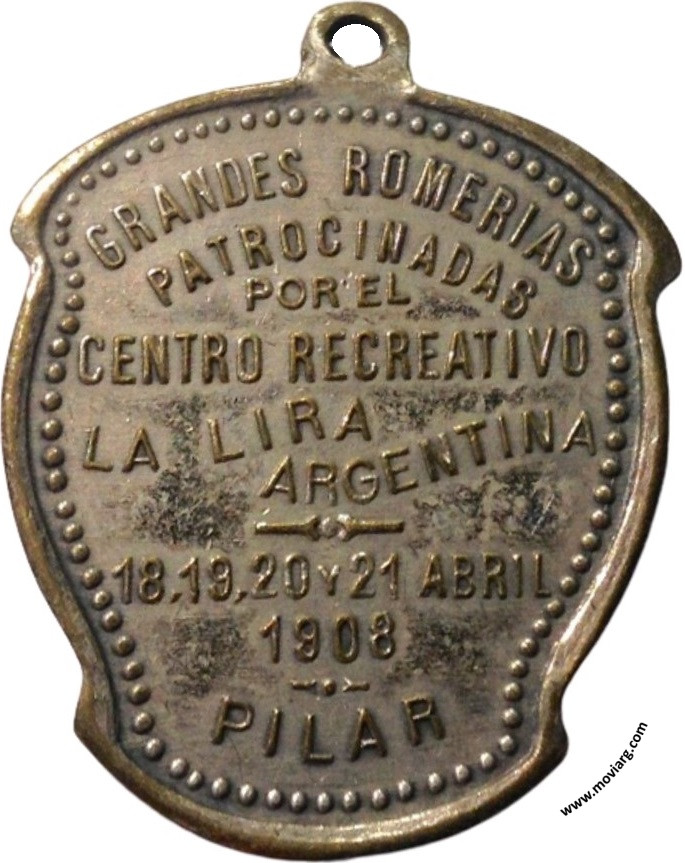 GRANDES ROMERIAS
PATROCINADAS
POR EL
CENTRO RECREATIVO
LA LIRA
ARGENTINA
18,19,20 Y 21 ABRIL
1908
PILAR
www.moviarg.com